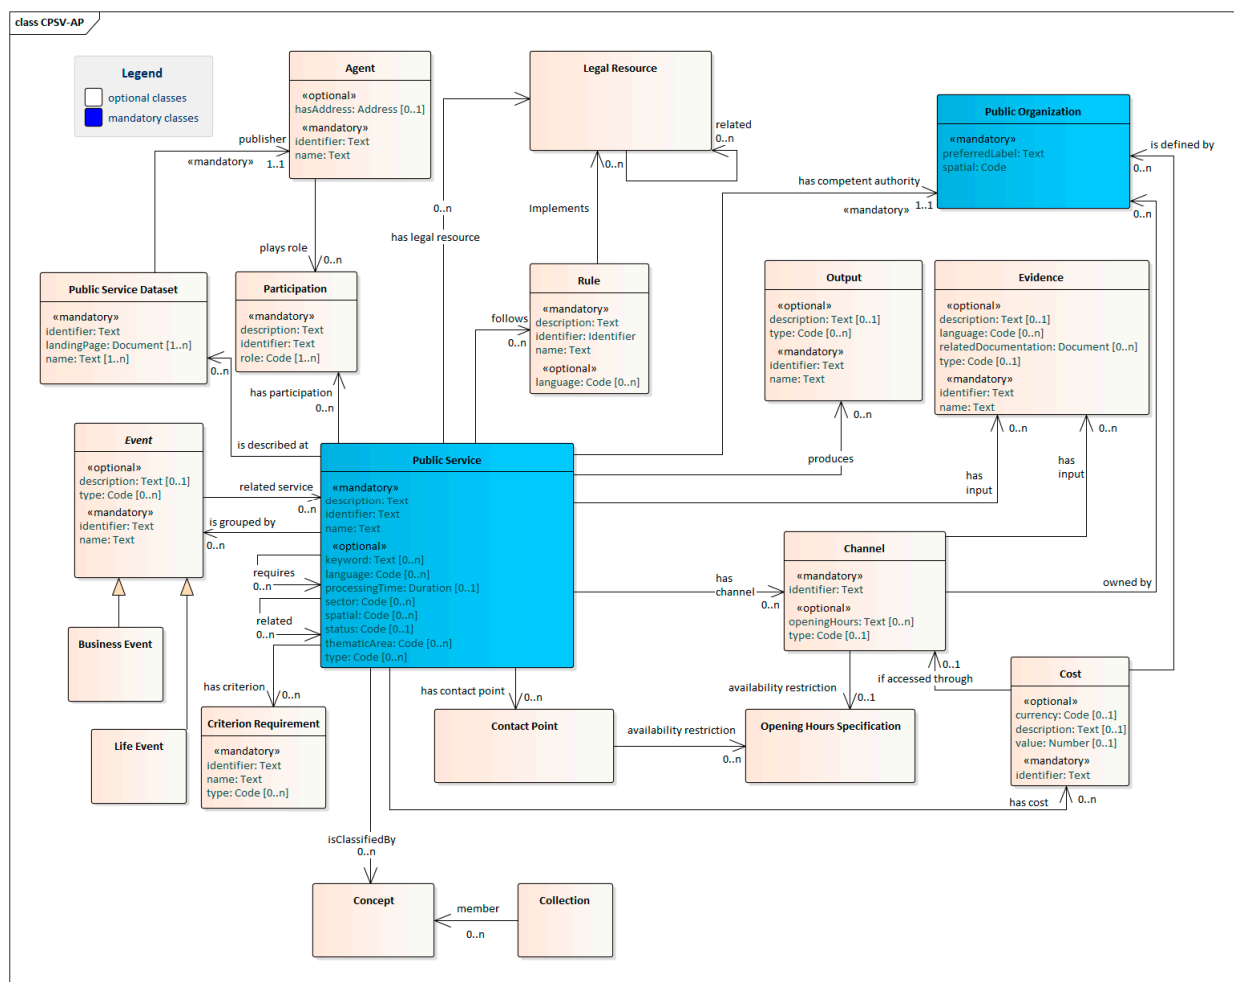 class CPSV-AP
Legend
optional classes
mandatory classes
Agent
«optional»
hasAddress: Address [0..1]
«mandatory»
identifier: Text
name: Text
Legal Resource
related
0..n
Public Organization
«mandatory»
preferredLabel: Text
spatial: Code
is defined by
0..n
publisher
«mandatory»
1..1
0..n
Implements
has competent authority
«mandatory»
1..1
0..n
0..n
has legal resource
plays role
0..n
Public Service Dataset
«mandatory»
identifier: Text
landingPage: Document [1..n]
name: Text [1..n]
0..n
Participation
«mandatory»
description: Text
identifier: Text
role: Code [1..n]
has participation
0..n
follows
0..n
Rule
«mandatory»
description: Text
identifier: Identifier
name: Text
«optional»
language: Code [0..n]
Output
«optional»
description: Text [0..1]
type: Code [0..n]
«mandatory»
identifier: Text
name: Text
0..n
produces
Evidence
«optional»
description: Text [0..1]
language: Code [0..n]
relatedDocumentation: Document [0..n]
type: Code [0..1]
«mandatory»
identifier: Text
name: Text
0..n
0..n
has
input
has
input
is described at
Event
«optional»
description: Text [0..1]
type: Code [0..n]
«mandatory»
identifier: Text
name: Text
related service
0..n
is grouped by
0..n
Public Service
«mandatory»
description: Text
identifier: Text
name: Text
«optional»
keyword: Text [0..n]
language: Code [0..n]
processingTime: Duration [0..1]
sector: Code [0..n]
spatial: Code [0..n]
status: Code [0..1]
thematicArea: Code [0..n]
type: Code [0..n]
requires
0..n
related
0..n
has
channel
0..n
Channel
«mandatory»
identifier: Text
«optional»
openingHours: Text [0..n]
type: Code [0..1]
owned by
Business Event
Life Event
has criterion
0..n
Criterion Requirement
«mandatory»
identifier: Text
name: Text
type: Code [0..n]
has contact point
0..n
Contact Point
availability restriction
0..n
availability restriction
0..1
Opening Hours Specification
0..1
if accessed through
Cost
«optional»
currency: Code [0..1]
description: Text [0..1]
value: Number [0..1]
«mandatory»
identifier: Text
has cost
0..n
isClassifiedBy
0..n
Concept
member
0..n
Collection